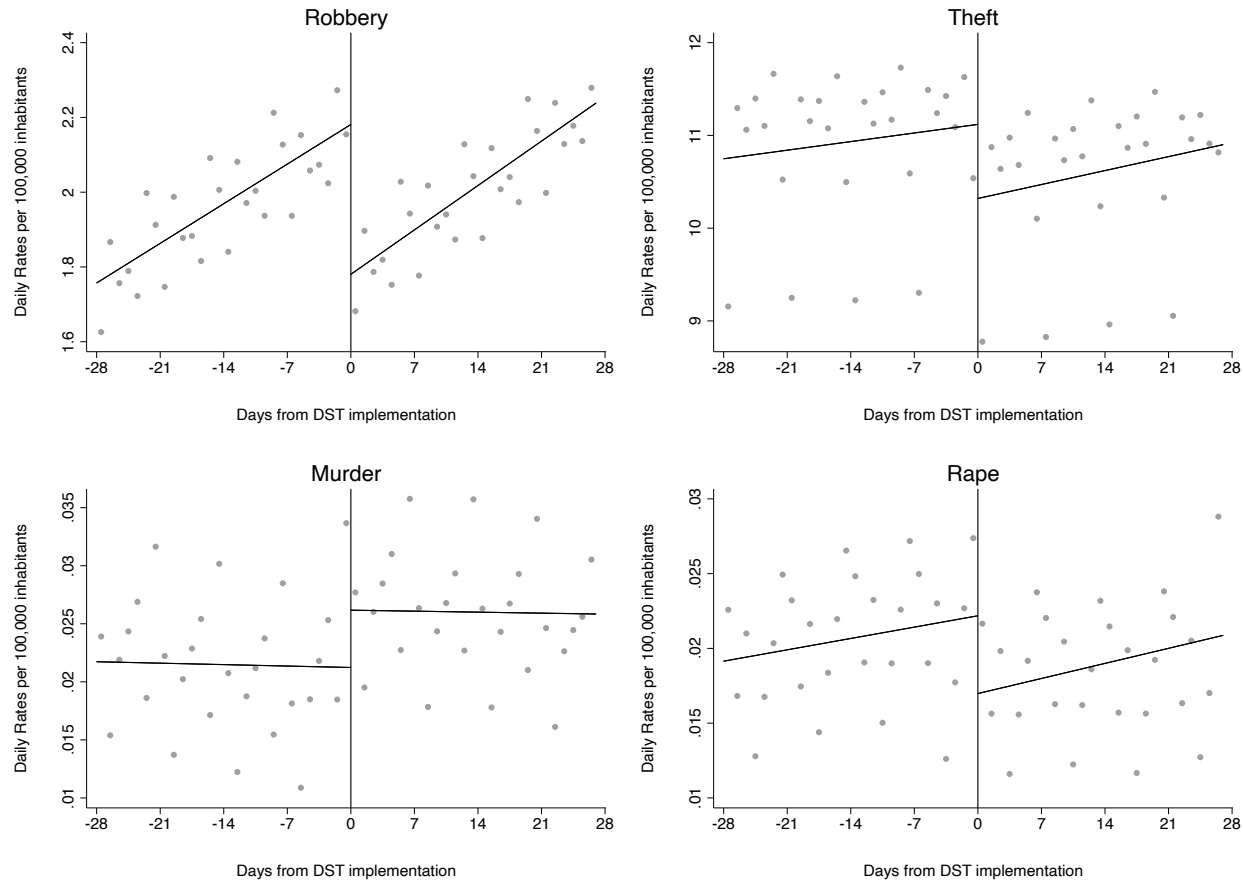 Robbery
Daily Rates per 100,000 inhabitants
2.4
2.2
2
1.8
1.6
-28 -21 -14 -7 0 7 14 21 28
Days from DST implementation
Theft
Daily Rates per 100,000 inhabitants
12
11
10
9
-28 -21 -14 -7 0 7 14 21 28
Days from DST implementation
Murder
Daily Rates per 100,000 inhabitants
.035
.03
.025
.02
.015
.01
-28 -21 -14 -7 0 7 14 21 28
Days from DST implementation
Rape
Daily Rates per 100,000 inhabitants
.03
.025
.02
.015
.01
-28 -21 -14 -7 0 7 14 21 28
Days from DST implementation